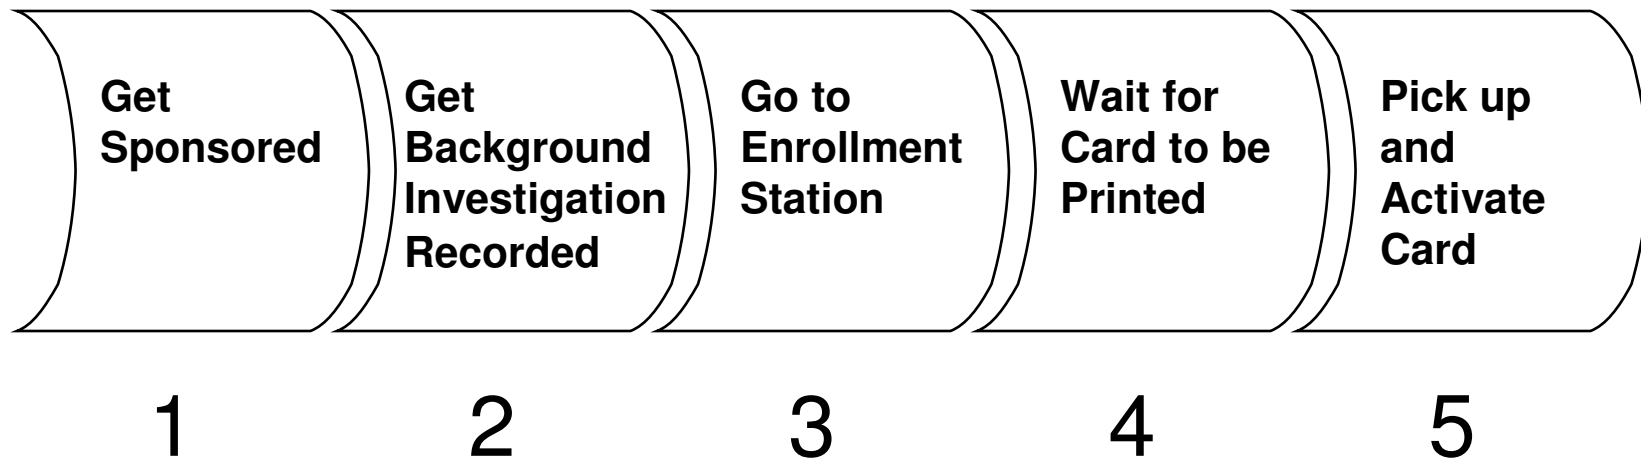 Get
Sponsored
Get
Background
Investigation
Recorded
Go to
Enrollment
Station
Wait for
Card to be
Printed
Pick up
and
Activate
Card
1
2
3
4
5